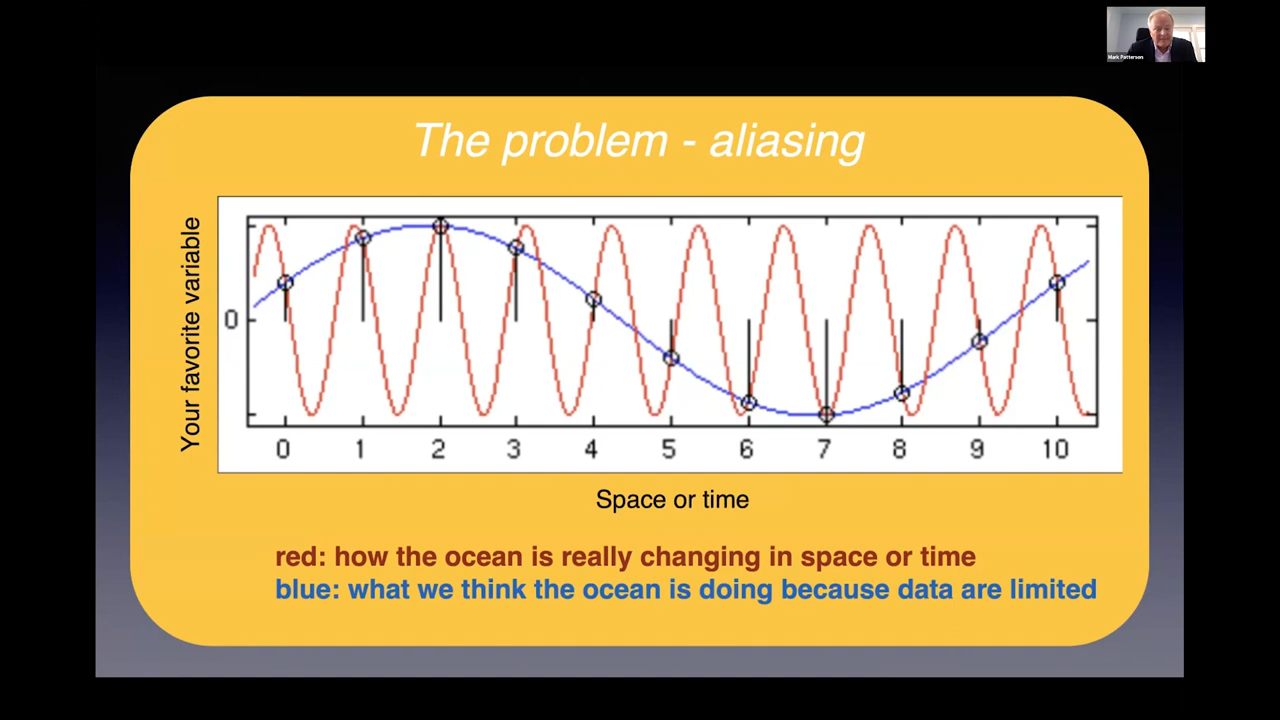 Mark Patterson
The problem - aliasing
Your favorite variable
0
0 1 2 3 4 5 6 7 8 9 10
Space or time
red: how the ocean is really changing in space or time
blue: what we think the ocean is doing because data are limited